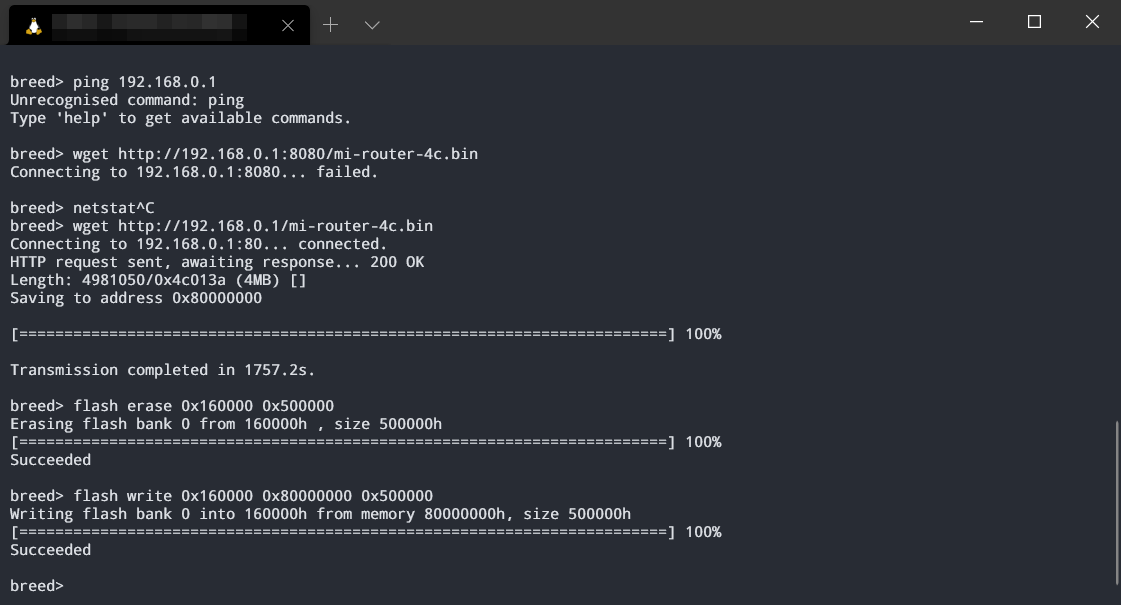 breed> ping 192.168.0.1
Unrecognised command: ping
Type 'help' to get available commands.
breed> wget http://192.168.0.1:8080/mi-router-4c.bin
Connecting to 192.168.0.1:8080... failed.
breed> netstat^C
breed> wget http://192.168.0.1/mi-router-4c.bin
Connecting to 192.168.0.1:80... connected.
HTTP request sent, awaiting response... 200 OK
Length: 4981050/0x4c013a (4MB) []
Saving to address 0x80000000
[========================================================================] 100%
Transmission completed in 1757.2s.
breed> flash erase 0x160000 0x500000
Erasing flash bank 0 from 160000h , size 500000h
[========================================================================] 100%
Succeeded
breed> flash write 0x160000 0x80000000 0x500000
Writing flash bank 0 into 160000h from memory 80000000h, size 500000h
[========================================================================] 100%
Succeeded
breed>